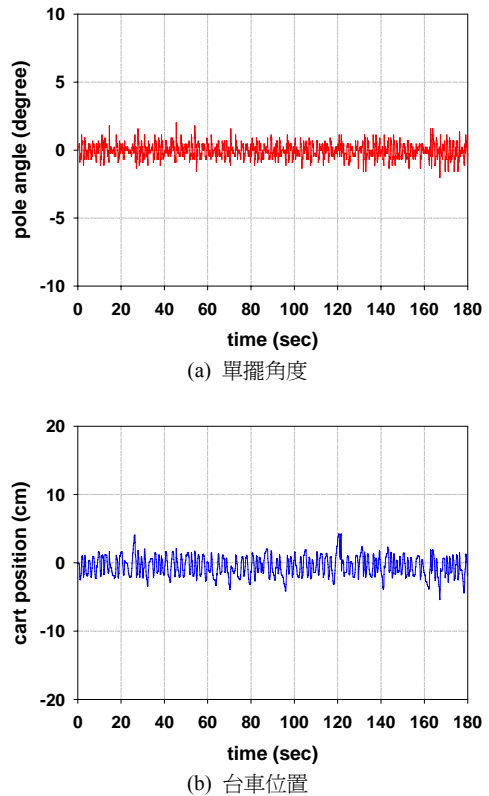 10
5
0
-5
-10
pole angle (degree)
0 20 40 60 80 100 120 140 160 180
time (sec)
(a) 單擺角度
20
10
0
-10
-20
cart position (cm)
0 20 40 60 80 100 120 140 160 180
time (sec)
(b) 台車位置